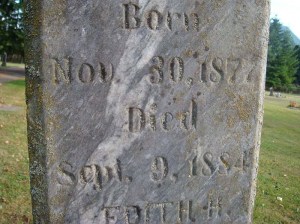 Born
Nov. 30, 1877
Died
Sept. 9, 1884
EDITH H.